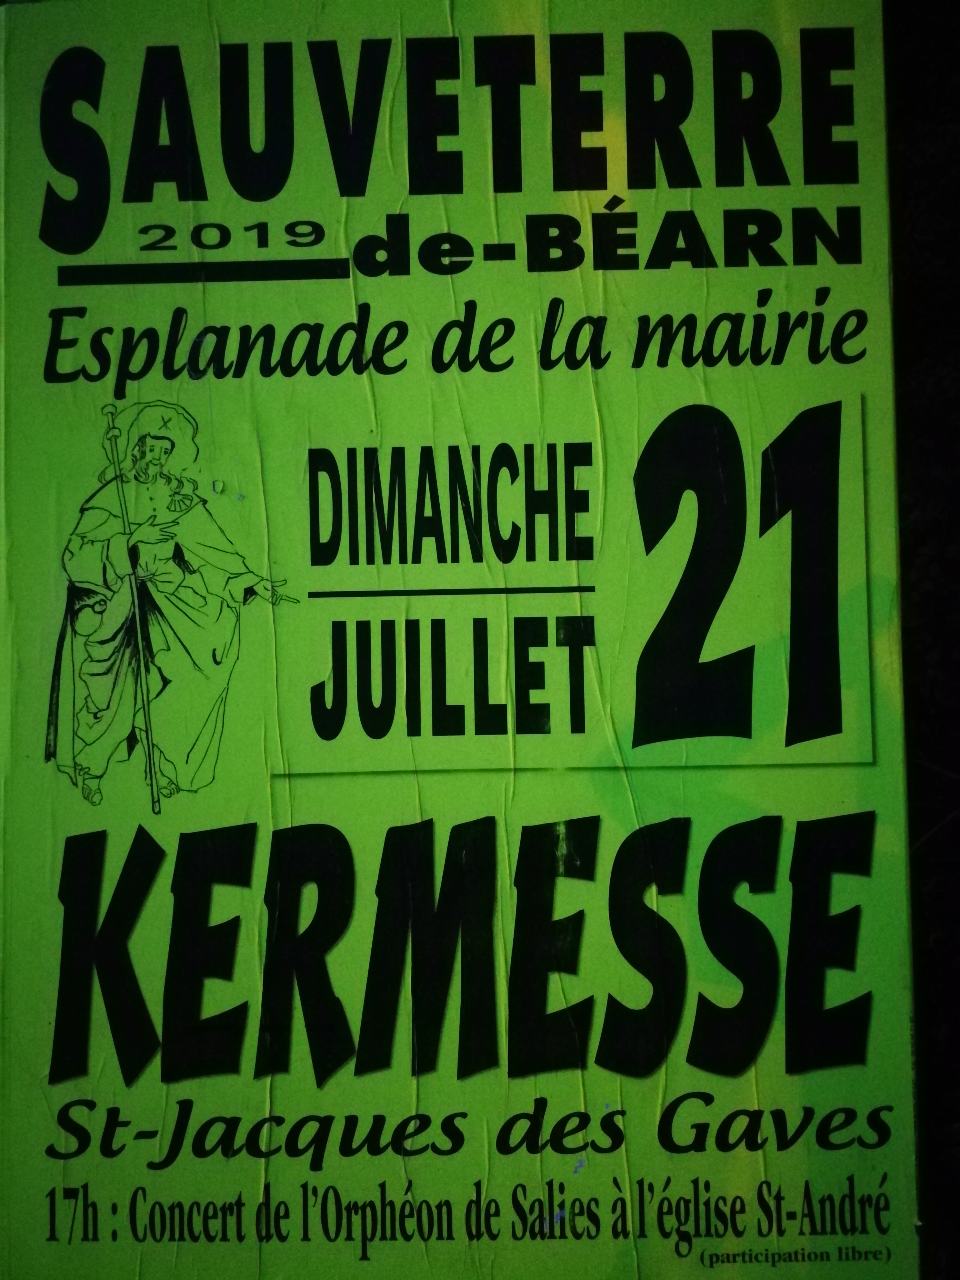 SAUVETERRE
2019 de-BÉARN
Esplanade de la mairie
DIMANCHE 21
JUILLET
KERMESSE
St-Jacques des Gaves
17h : Concert de l'Orphéon de Salies à l'église St-André
(participation libre)